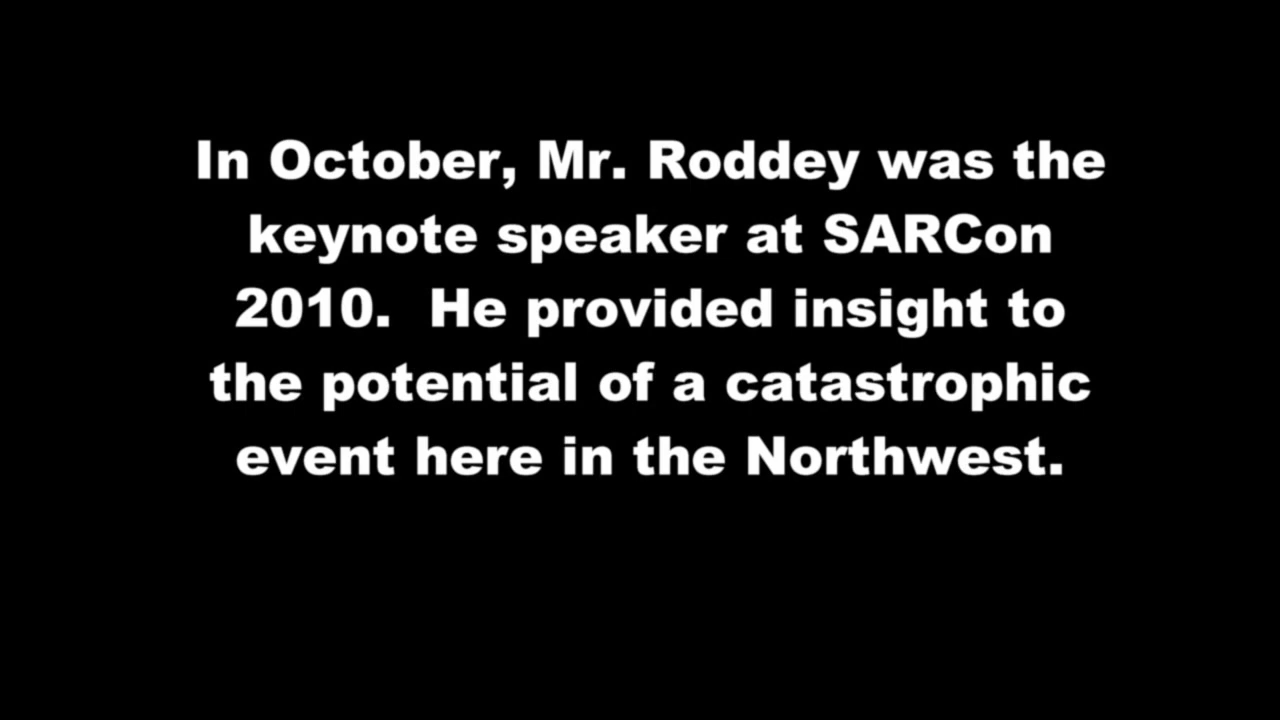 In October, Mr. Roddey was the
keynote speaker at SARCon
2010.  He provided insight to
the potential of a catastrophic
event here in the Northwest.